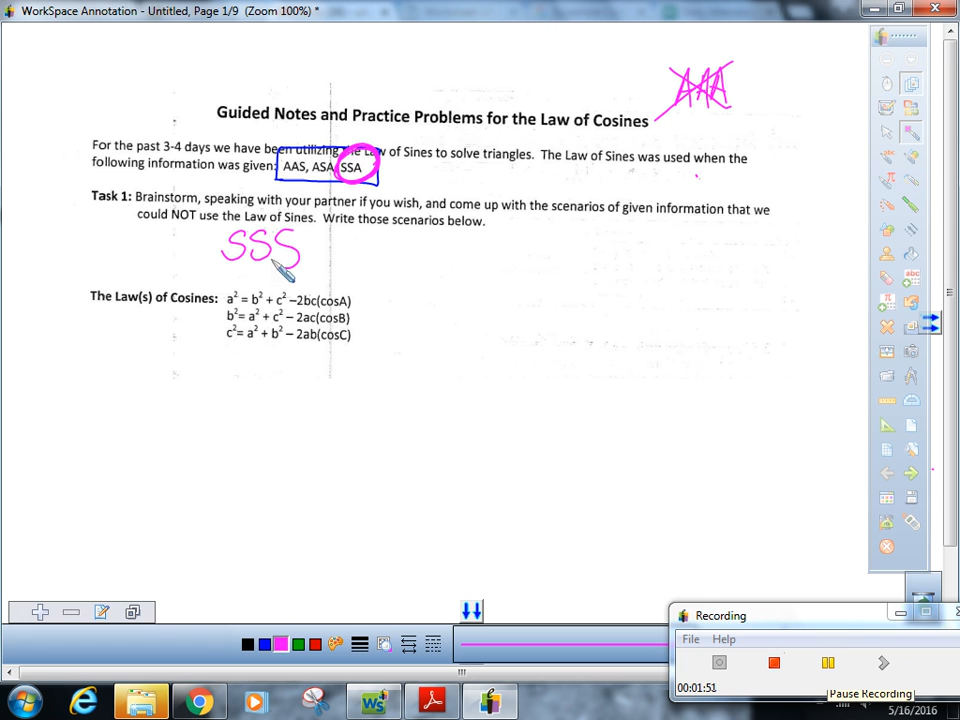 WorkSpace Annotation - Untitled, Page 1/9 (Zoom 100%) *
AAA
Guided Notes and Practice Problems for the Law of Cosines
For the past 3-4 days we have been utilizing the Law of Sines to solve triangles. The Law of Sines was used when the
following information was given: AAS, ASA, SSA
Task 1: Brainstorm, speaking with your partner if you wish, and come up with the scenarios of given information that we
could NOT use the Law of Sines. Write those scenarios below.
SSS
The Law(s) of Cosines: a² = b² + c² –2bc(cosA)
b²= a² + c² – 2ac(cosB)
c²= a² + b² – 2ab(cosC)
abc
Recording
File Help
00:01:51
Pause Recording
5/16/2016